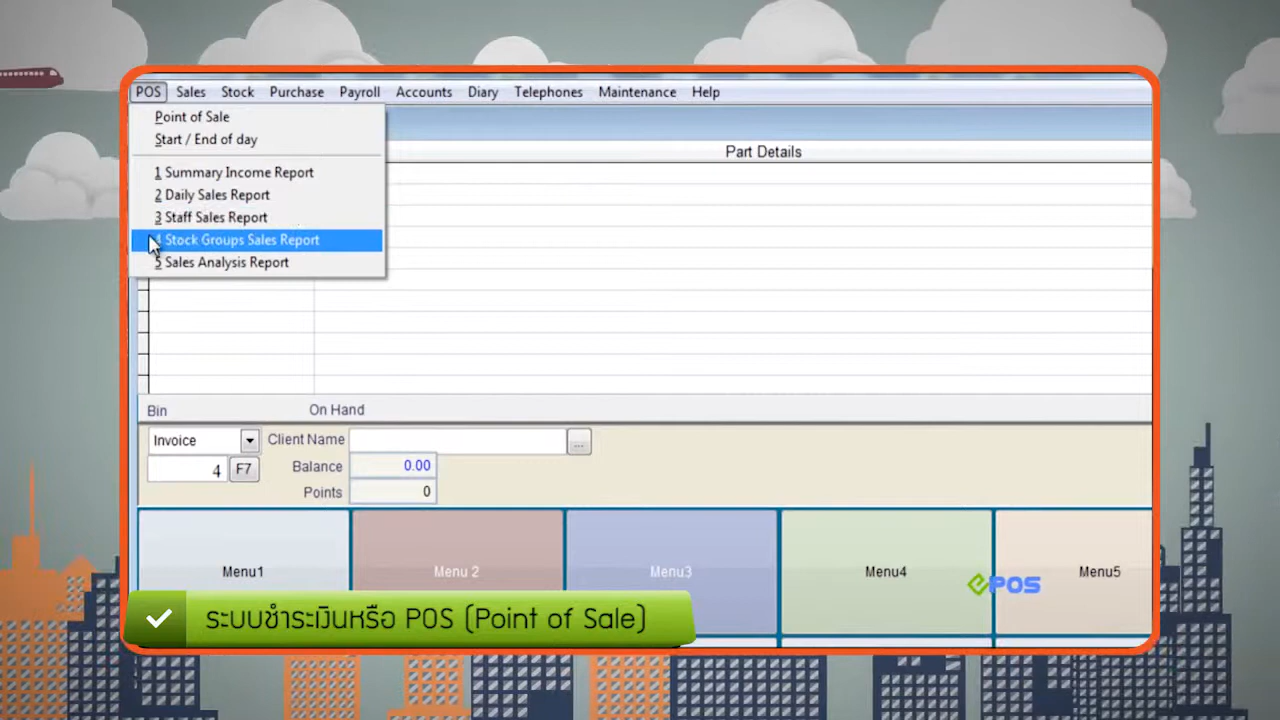 POS Sales Stock Purchase Payroll Accounts Diary Telephones Maintenance Help
Point of Sale
Start / End of day
1 Summary Income Report
2 Daily Sales Report
3 Staff Sales Report
4 Stock Groups Sales Report
5 Sales Analysis Report
Part Details
Bin On Hand
Invoice Client Name ...
4 F7 Balance 0.00
Points 0
Menu1 Menu 2 Menu3 Menu4 Menu5
ePOS
ระบบชำระเงินหรือ POS (Point of Sale)